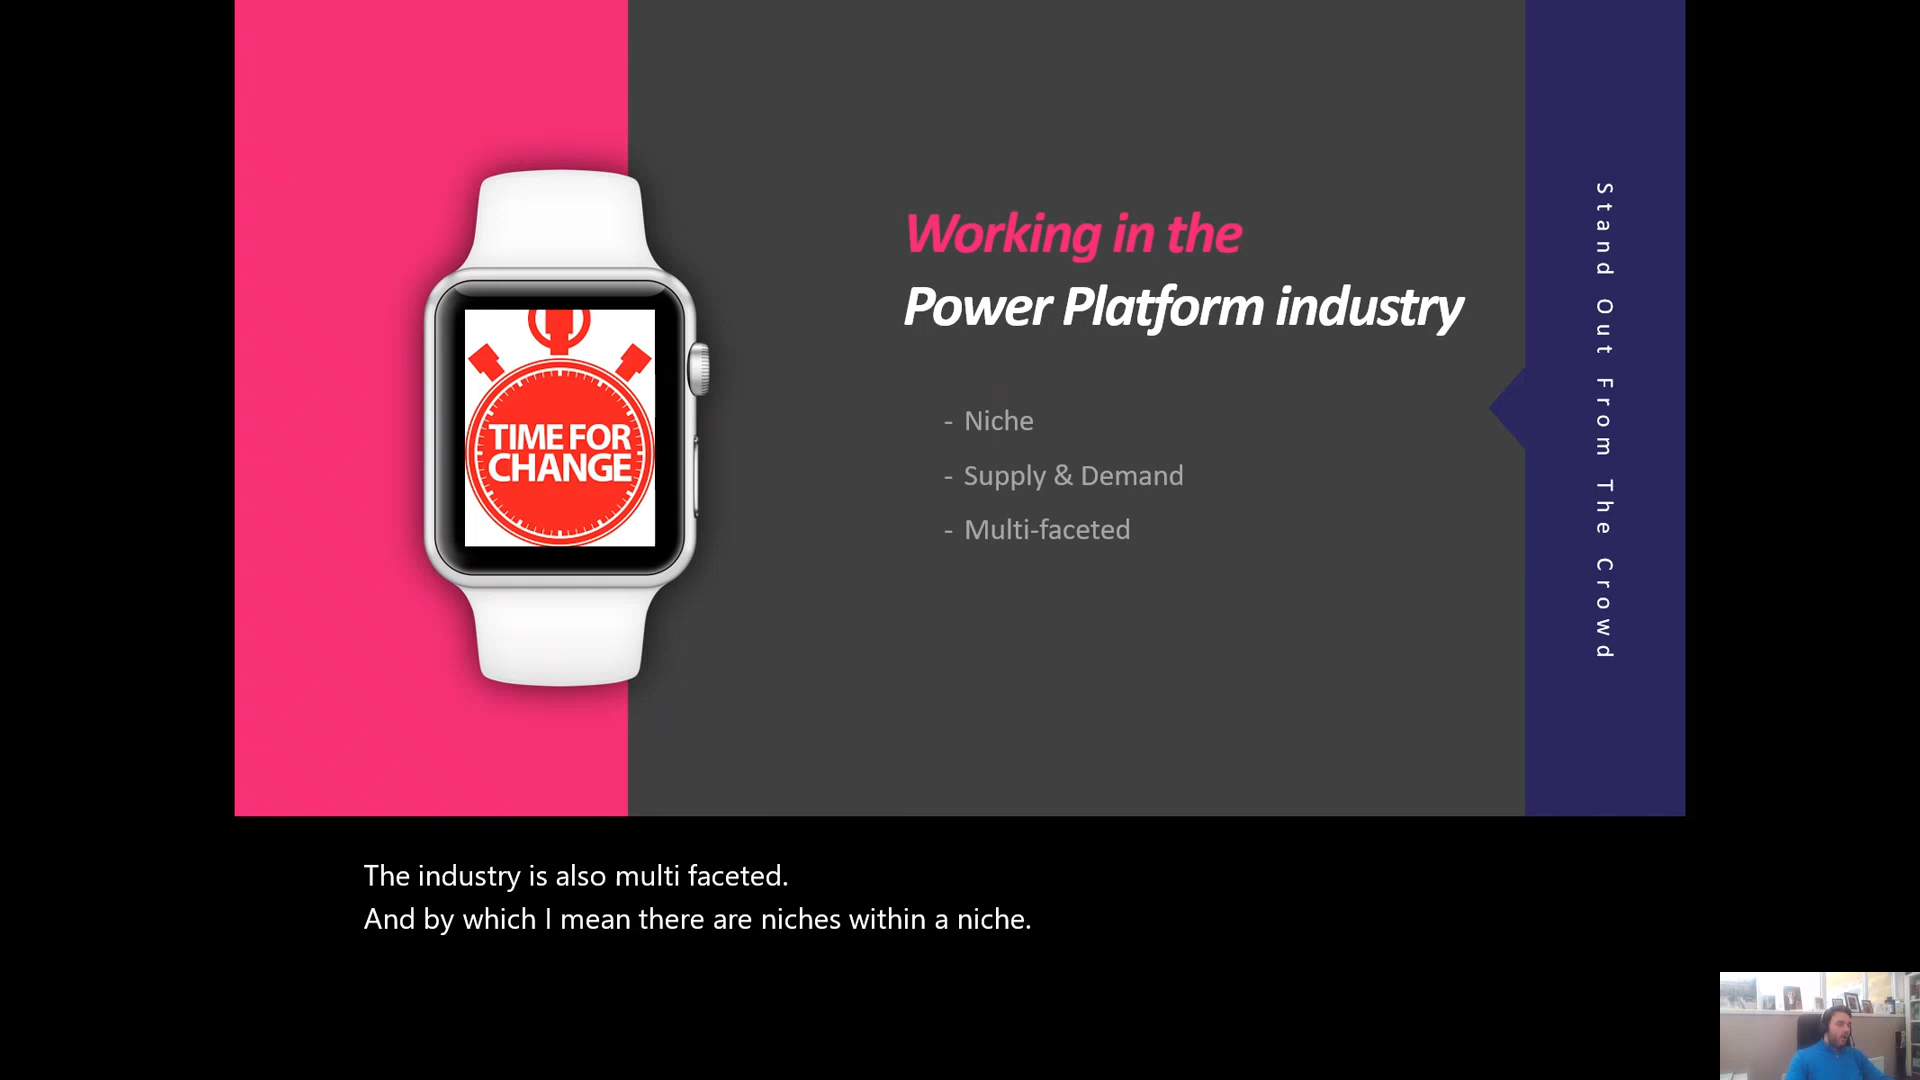 Working in the
Power Platform industry
- Niche
- Supply & Demand
- Multi-faceted
TIME FOR
CHANGE
Stand Out From The Crowd
The industry is also multi faceted.
And by which I mean there are niches within a niche.